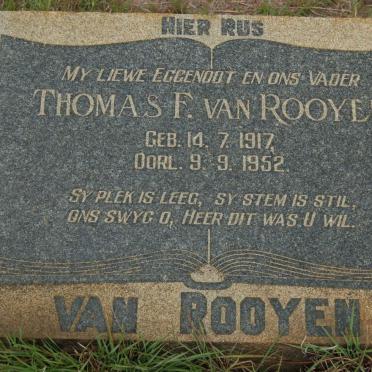 HIER RUS
MY LIEWE EGGENOOT EN ONS VADER
THOMAS F. VAN ROOYEN
GEB. 14. 7. 1917,
OORL. 9. 9. 1952.
SY PLEK IS LEEG, SY STEM IS STIL,
ONS SWYG O, HEER DIT WAS U WIL.
VAN ROOYEN